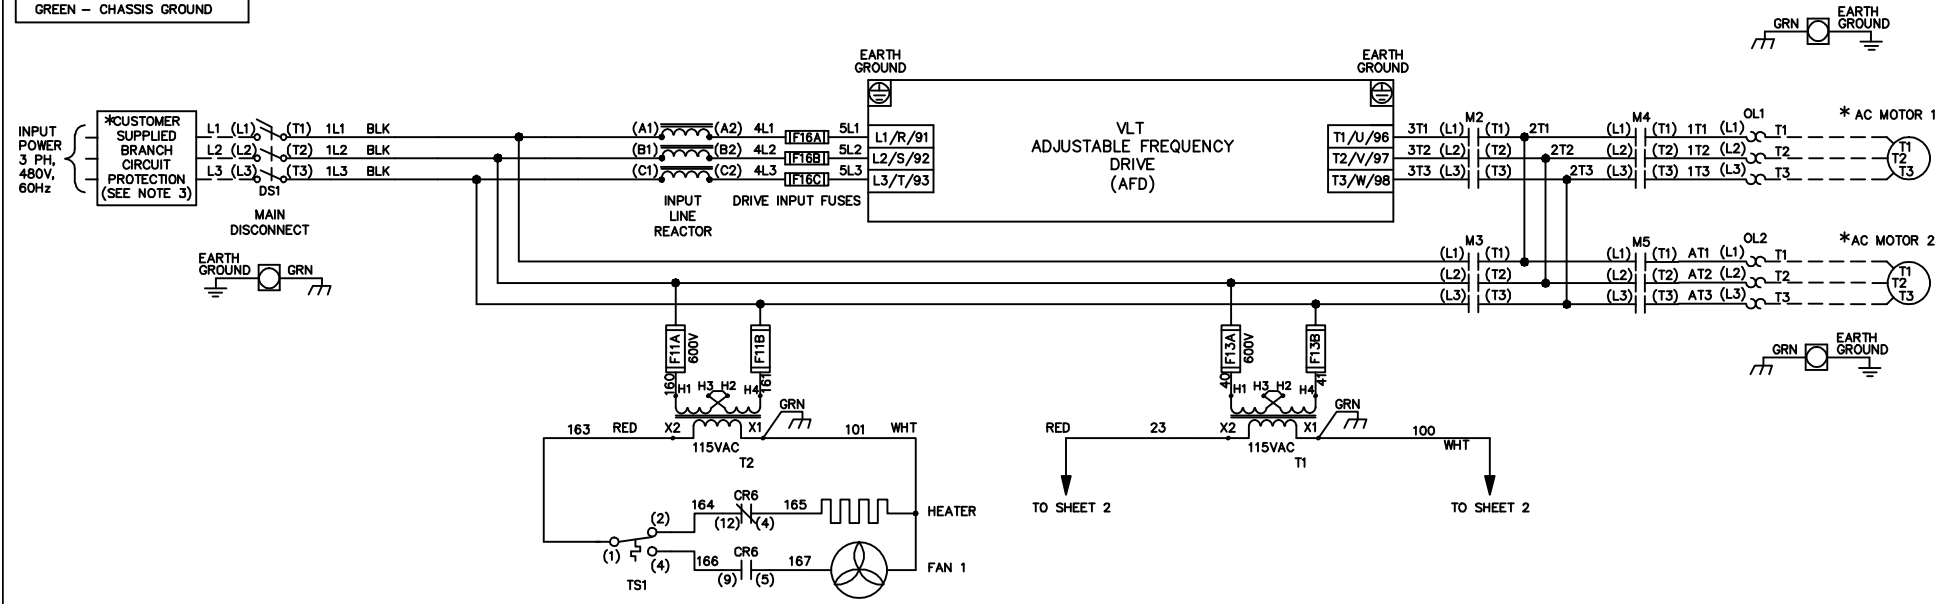 GREEN – CHASSIS GROUND
GRN
EARTH
GROUND
EARTH
GROUND
EARTH
GROUND
INPUT
POWER
3 PH,
480V,
60Hz
*CUSTOMER
SUPPLIED
BRANCH
CIRCUIT
PROTECTION
(SEE NOTE 3)
L1 (L1) (T1) 1L1 BLK
L2 (L2) (T2) 1L2 BLK
L3 (L3) (T3) 1L3 BLK
DS1
MAIN
DISCONNECT
(A1) (A2) 4L1 F16A 5L1 L1/R/91
(B1) (B2) 4L2 F16B 5L2 L2/S/92
(C1) (C2) 4L3 F16C 5L3 L3/T/93
INPUT
LINE
REACTOR
DRIVE INPUT FUSES
VLT
ADJUSTABLE FREQUENCY
DRIVE
(AFD)
M2 M4 OL1 * AC MOTOR 1
T1/U/96 3T1 (L1) (T1) 2T1 (L1) (T1) 1T1 (L1) T1 T1
T2/V/97 3T2 (L2) (T2) 2T2 (L2) (T2) 1T2 (L2) T2 T2
T3/W/98 3T3 (L3) (T3) 2T3 (L3) (T3) 1T3 (L3) T3 T3
M3 M5 OL2 *AC MOTOR 2
(L1) (T1) (L1) (T1) AT1 (L1) T1 T1
(L2) (T2) (L2) (T2) AT2 (L2) T2 T2
(L3) (T3) (L3) (T3) AT3 (L3) T3 T3
EARTH
GROUND GRN
F11A
600V
F11B
160
161
H1 H3 H2 H4
GRN
163 RED X2 X1 101 WHT
115VAC
T2
F13A
600V
F13B
40
41
H1 H3 H2 H4
GRN
RED 23 X2 X1 100
WHT
115VAC
T1
TO SHEET 2
TO SHEET 2
GRN
EARTH
GROUND
164 CR6 165
(2) (12) (4)
HEATER
(1)
(4) 166 CR6 167
(9) (5)
TS1
FAN 1